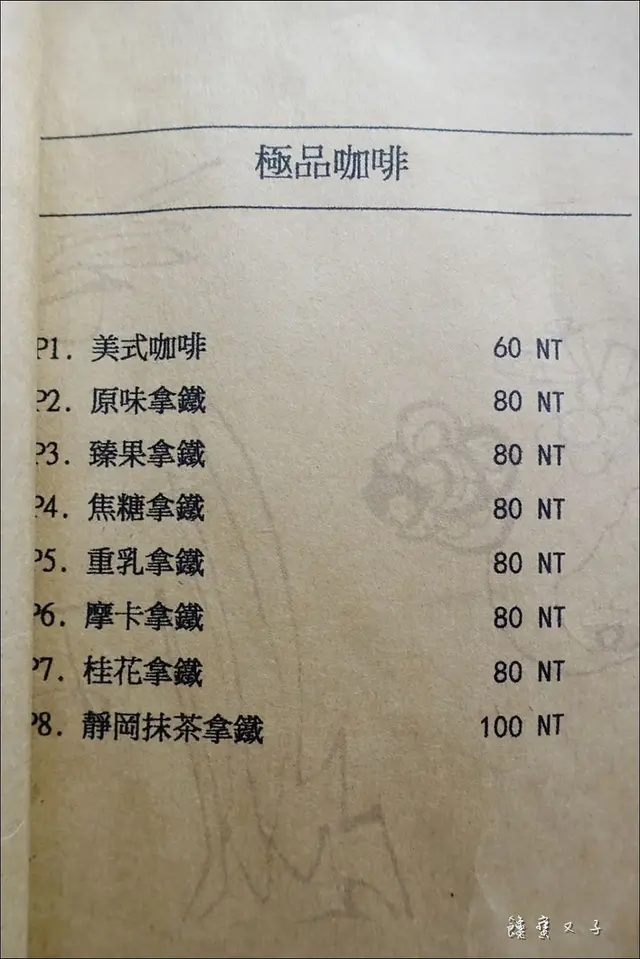 極品咖啡
P1. 美式咖啡 60 NT
P2. 原味拿鐵 80 NT
P3. 臻果拿鐵 80 NT
P4. 焦糖拿鐵 80 NT
P5. 重乳拿鐵 80 NT
P6. 摩卡拿鐵 80 NT
P7. 桂花拿鐵 80 NT
P8. 靜岡抹茶拿鐵 100 NT
又子